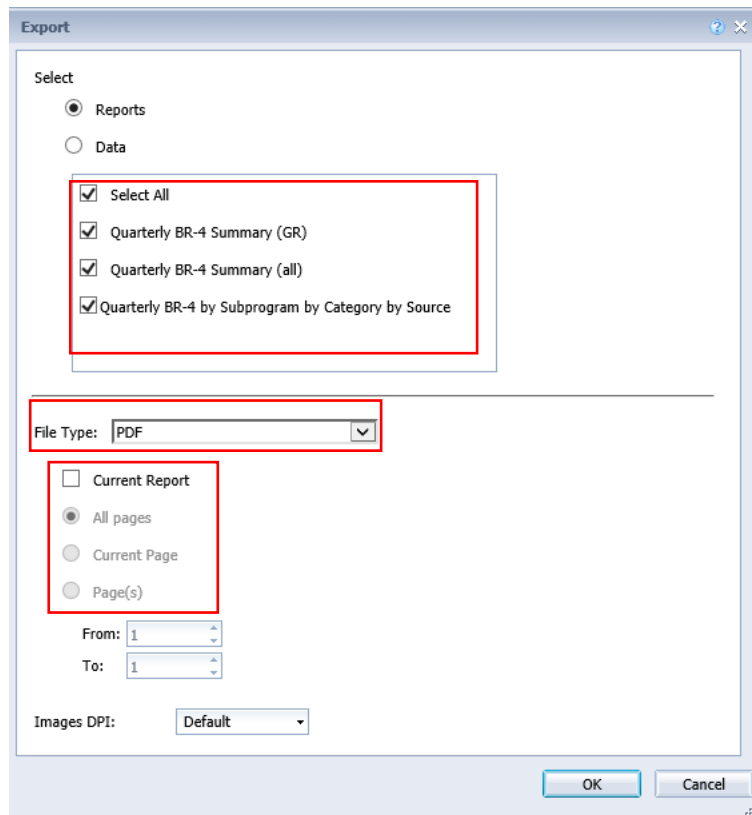 Export
Select
Reports
Data
Select All
Quarterly BR-4 Summary (GR)
Quarterly BR-4 Summary (all)
Quarterly BR-4 by Subprogram by Category by Source
File Type: PDF
Current Report
All pages
Current Page
Page(s)
From: 1
To: 1
Images DPI: Default
OK Cancel